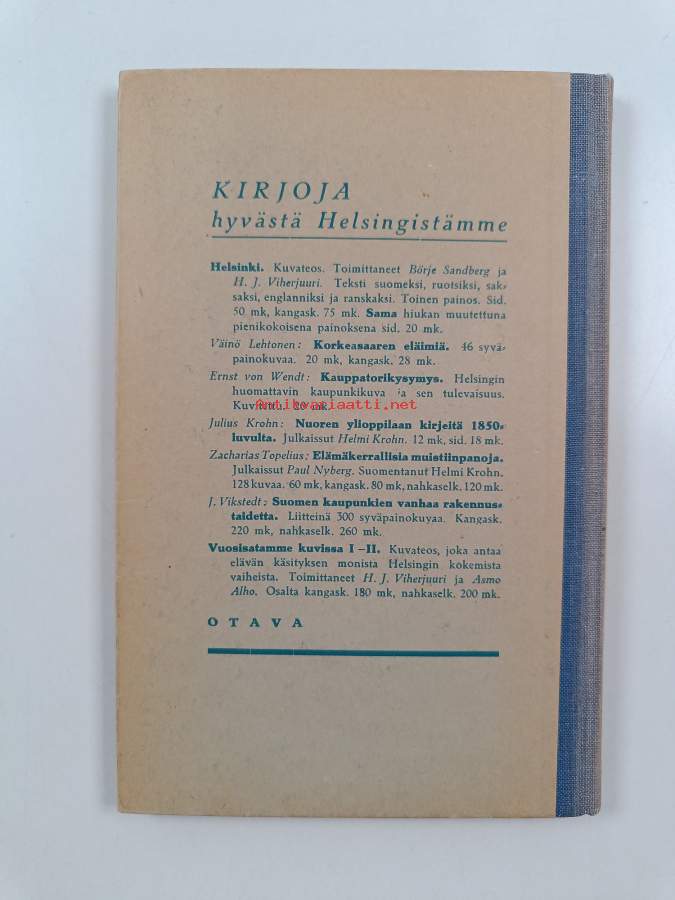 KIRJOJA
hyvästä Helsingistämme
Helsinki. Kuvateos. Toimittaneet Börje Sandberg ja
H. J. Viherjuuri. Teksti suomeksi, ruotsiksi, sak-
saksi, englanniksi ja ranskaksi. Toinen painos. Sid.
50 mk, kangask. 75 mk. Sama hiukan muutettuna
pienikokoisena painoksena sid. 20 mk.
Väinö Lehtonen: Korkeasaaren eläimiä. 46 syvä-
painokuvaa. 20 mk, kangask. 28 mk.
Ernst von Wendt: Kauppatorikysymys. Helsingin
huomattavin kaupunkikuva ja sen tulevaisuus.
Kuvitettu. 20 mk.
antikvariaatti.net
Julius Krohn: Nuoren ylioppilaan kirjeitä 1850-
luvulta. Julkaissut Helmi Krohn. 12 mk, sid. 18 mk.
Zacharias Topelius: Elämäkerrallisia muistiinpanoja.
Julkaissut Paul Nyberg. Suomentanut Helmi Krohn.
128 kuvaa. 60 mk, kangask. 80 mk, nahkaselk. 120 mk.
J. Vikstedt: Suomen kaupunkien vanhaa rakennus-
taidetta. Liitteinä 300 syväpainokuvaa. Kangask.
220 mk, nahkaselk. 260 mk.
Vuosisatamme kuvissa I–II. Kuvateos, joka antaa
elävän käsityksen monista Helsingin kokemista
vaiheista. Toimittaneet H. J. Viherjuuri ja Asmo
Alho. Osalta kangask. 180 mk, nahkaselk. 200 mk.
OTAVA